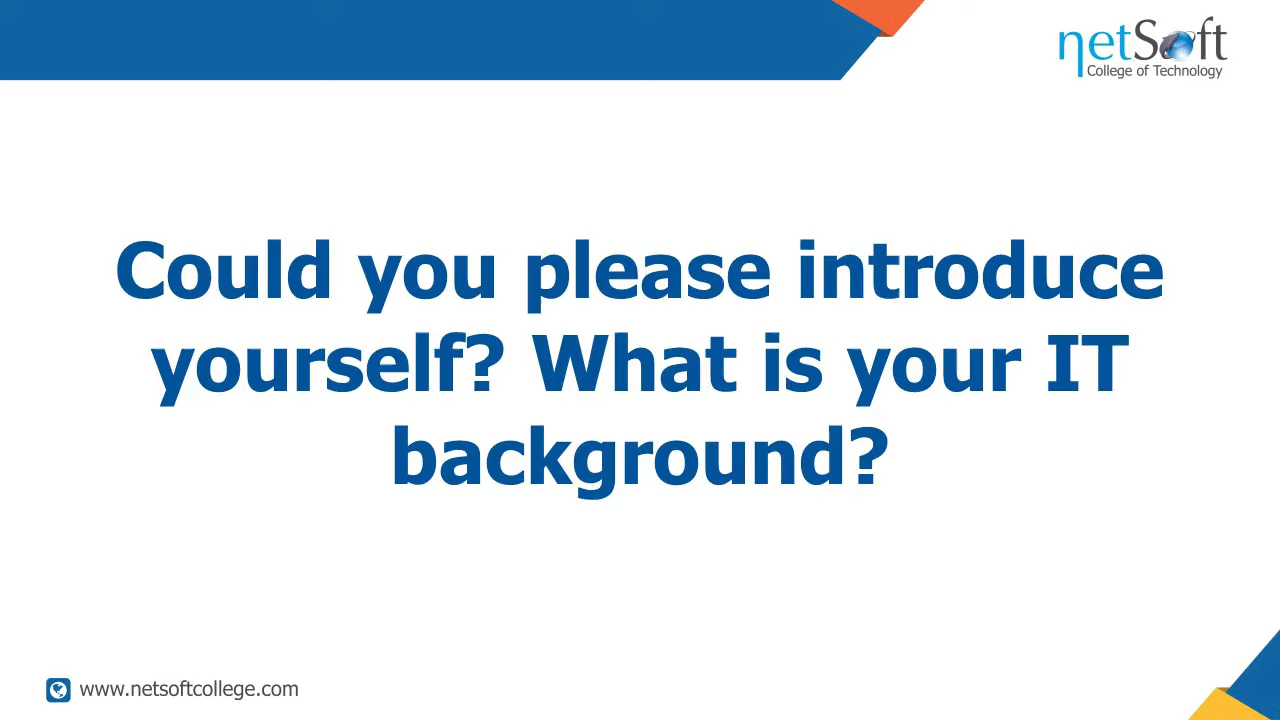 netSoft
College of Technology
Could you please introduce
yourself? What is your IT
background?
www.netsoftcollege.com